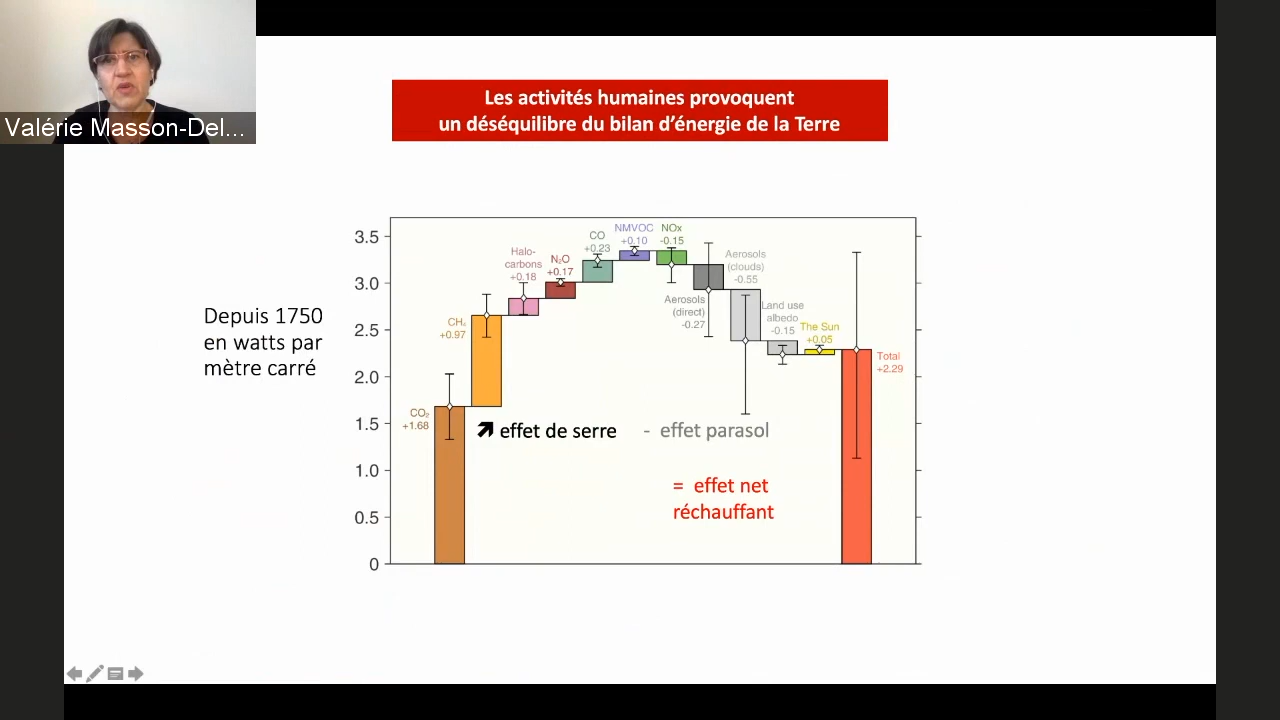 Valérie Masson-Del...
Les activités humaines provoquent
un déséquilibre du bilan d'énergie de la Terre
Depuis 1750
en watts par
mètre carré
3.5
3.0
2.5
2.0
1.5
1.0
0.5
0
CO₂
+1.68
CH₄
+0.97
Halo-
carbons
+0.18
N₂O
+0.17
CO
+0.23
NMVOC
+0.10
NOx
-0.15
Aerosols
(direct)
-0.27
Aerosols
(clouds)
-0.55
Land use
albedo
-0.15
The Sun
+0.05
Total
+2.29
effet de serre
- effet parasol
= effet net
réchauffant